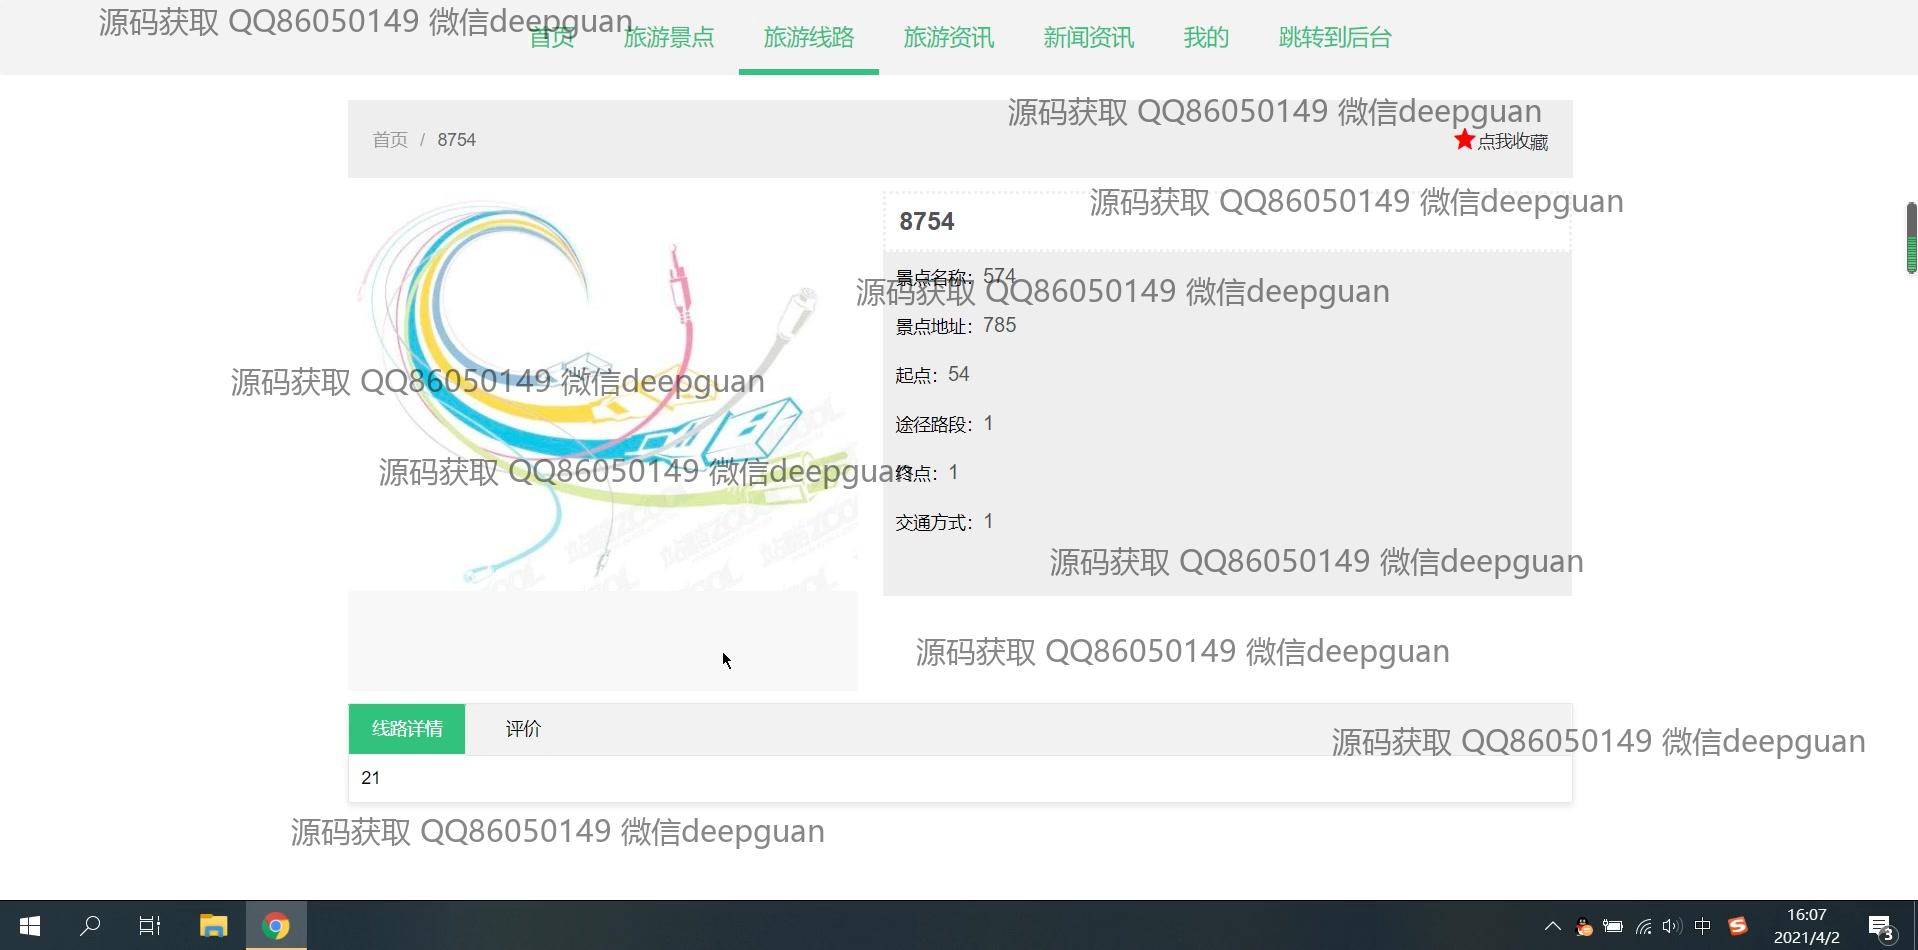 源码获取 QQ86050149 微信deepguan
首页 旅游景点 旅游线路 旅游资讯 新闻资讯 我的 跳转到后台
源码获取 QQ86050149 微信deepguan
首页 / 8754
点我收藏
源码获取 QQ86050149 微信deepguan
8754
景点名称：574
源码获取 QQ86050149 微信deepguan
景点地址：785
起点：54
源码获取 QQ86050149 微信deepguan
途径路段：1
源码获取 QQ86050149 微信deepguan
终点：1
交通方式：1
源码获取 QQ86050149 微信deepguan
源码获取 QQ86050149 微信deepguan
线路详情 评价
源码获取 QQ86050149 微信deepguan
21
源码获取 QQ86050149 微信deepguan
中
16:07
2021/4/2
3